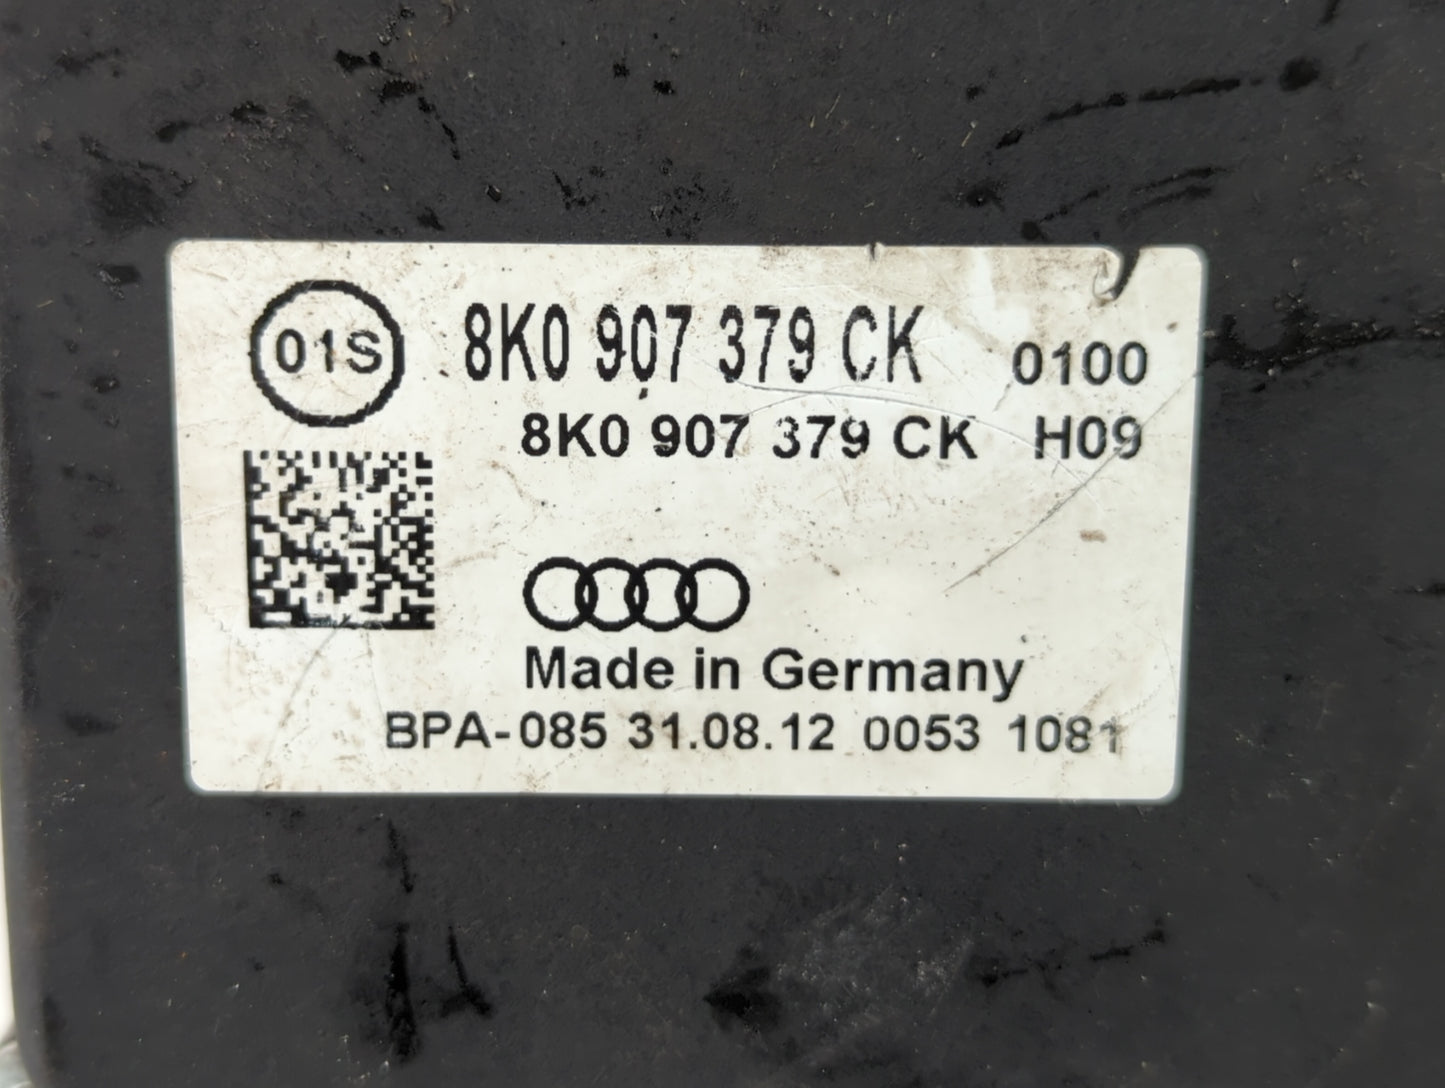 01S
8K0 907 379 CK 0100
8K0 907 379 CK H09
Made in Germany
BPA-085 31.08.12 0053 1081